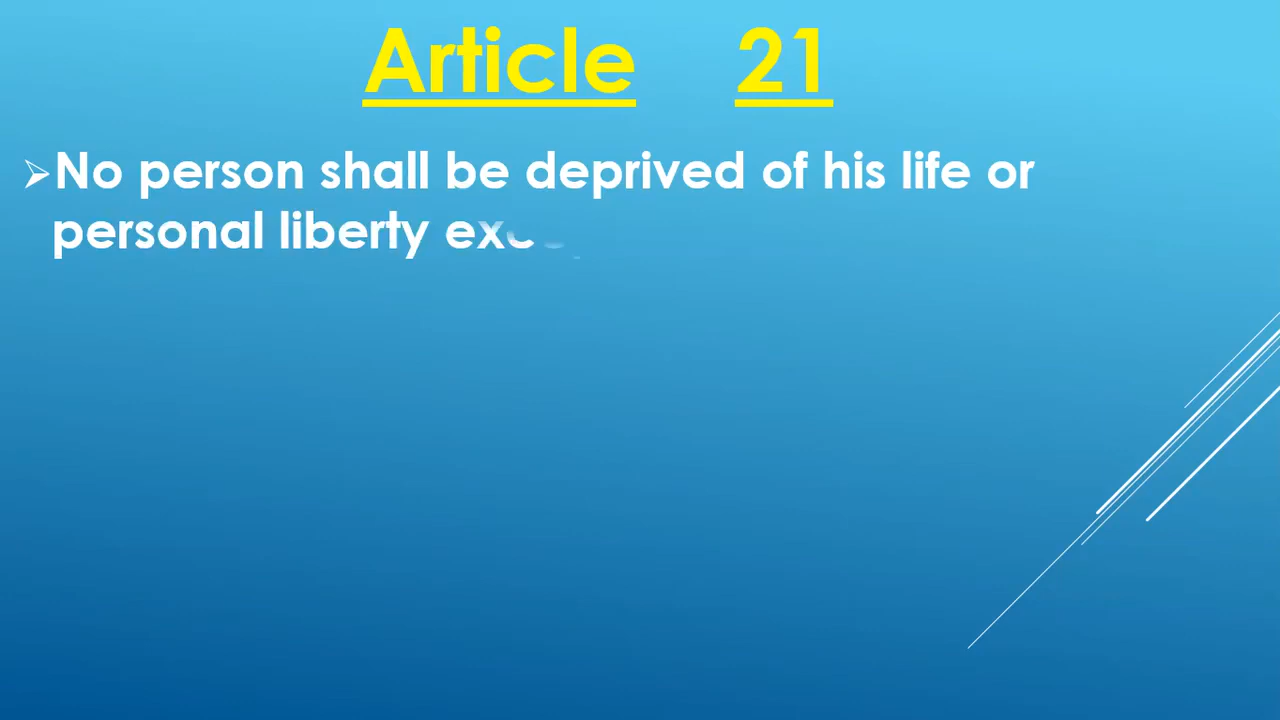 Article 21
➢No person shall be deprived of his life or
personal liberty